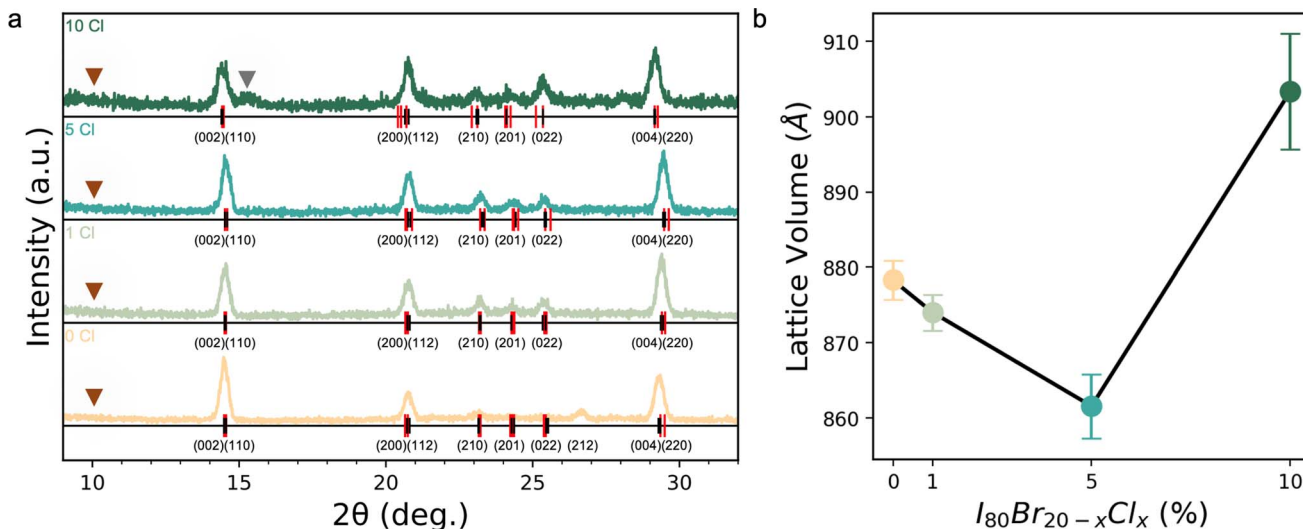 a
10 Cl
(002)(110) (200)(112) (210) (201) (022) (004)(220)
5 Cl
(002)(110) (200)(112) (210) (201) (022) (004)(220)
1 Cl
(002)(110) (200)(112) (210) (201) (022) (004)(220)
0 Cl
(002)(110) (200)(112) (210) (201) (022) (212) (004)(220)
10 15 20 25 30
2θ (deg.)
Intensity (a.u.)
b
910
900
890
880
870
860
0 1 5 10
Lattice Volume (Å)
I₈₀Br₂₀₋ₓClₓ (%)